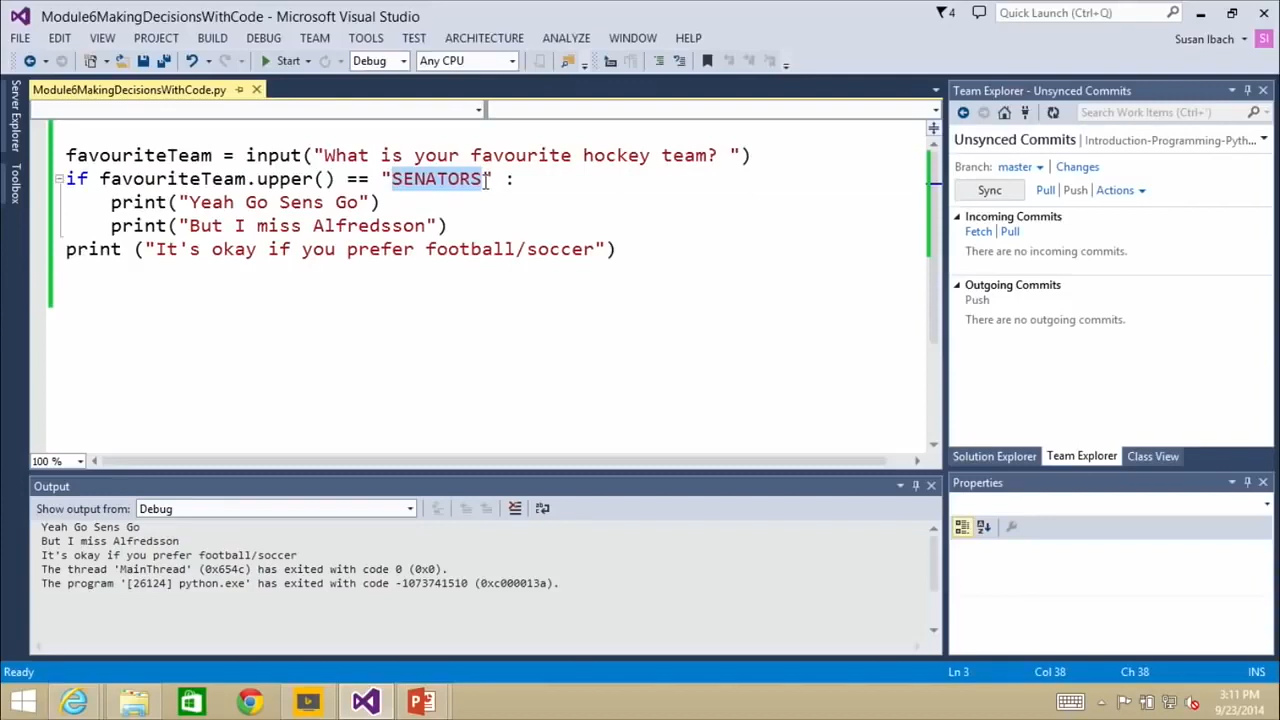 Module6MakingDecisionsWithCode - Microsoft Visual Studio
4
Quick Launch (Ctrl+Q)
FILE EDIT VIEW PROJECT BUILD DEBUG TEAM TOOLS TEST ARCHITECTURE ANALYZE WINDOW HELP
Susan Ibach SI
Start Debug Any CPU
Server Explorer
Toolbox
Module6MakingDecisionsWithCode.py
favouriteTeam = input("What is your favourite hockey team? ")
if favouriteTeam.upper() == "SENATORS" :
print("Yeah Go Sens Go")
print("But I miss Alfredsson")
print ("It's okay if you prefer football/soccer")
100 %
Team Explorer - Unsynced Commits
Search Work Items (Ctrl+')
Unsynced Commits | Introduction-Programming-Pyth...
Branch: master Changes
Sync Pull Push Actions
Incoming Commits
Fetch | Pull
There are no incoming commits.
Outgoing Commits
Push
There are no outgoing commits.
Solution Explorer Team Explorer Class View
Output
Show output from: Debug
Yeah Go Sens Go
But I miss Alfredsson
It's okay if you prefer football/soccer
The thread 'MainThread' (0x654c) has exited with code 0 (0x0).
The program '[26124] python.exe' has exited with code -1073741510 (0xc000013a).
Properties
Ready
Ln 3 Col 38 Ch 38 INS
3:11 PM
9/23/2014